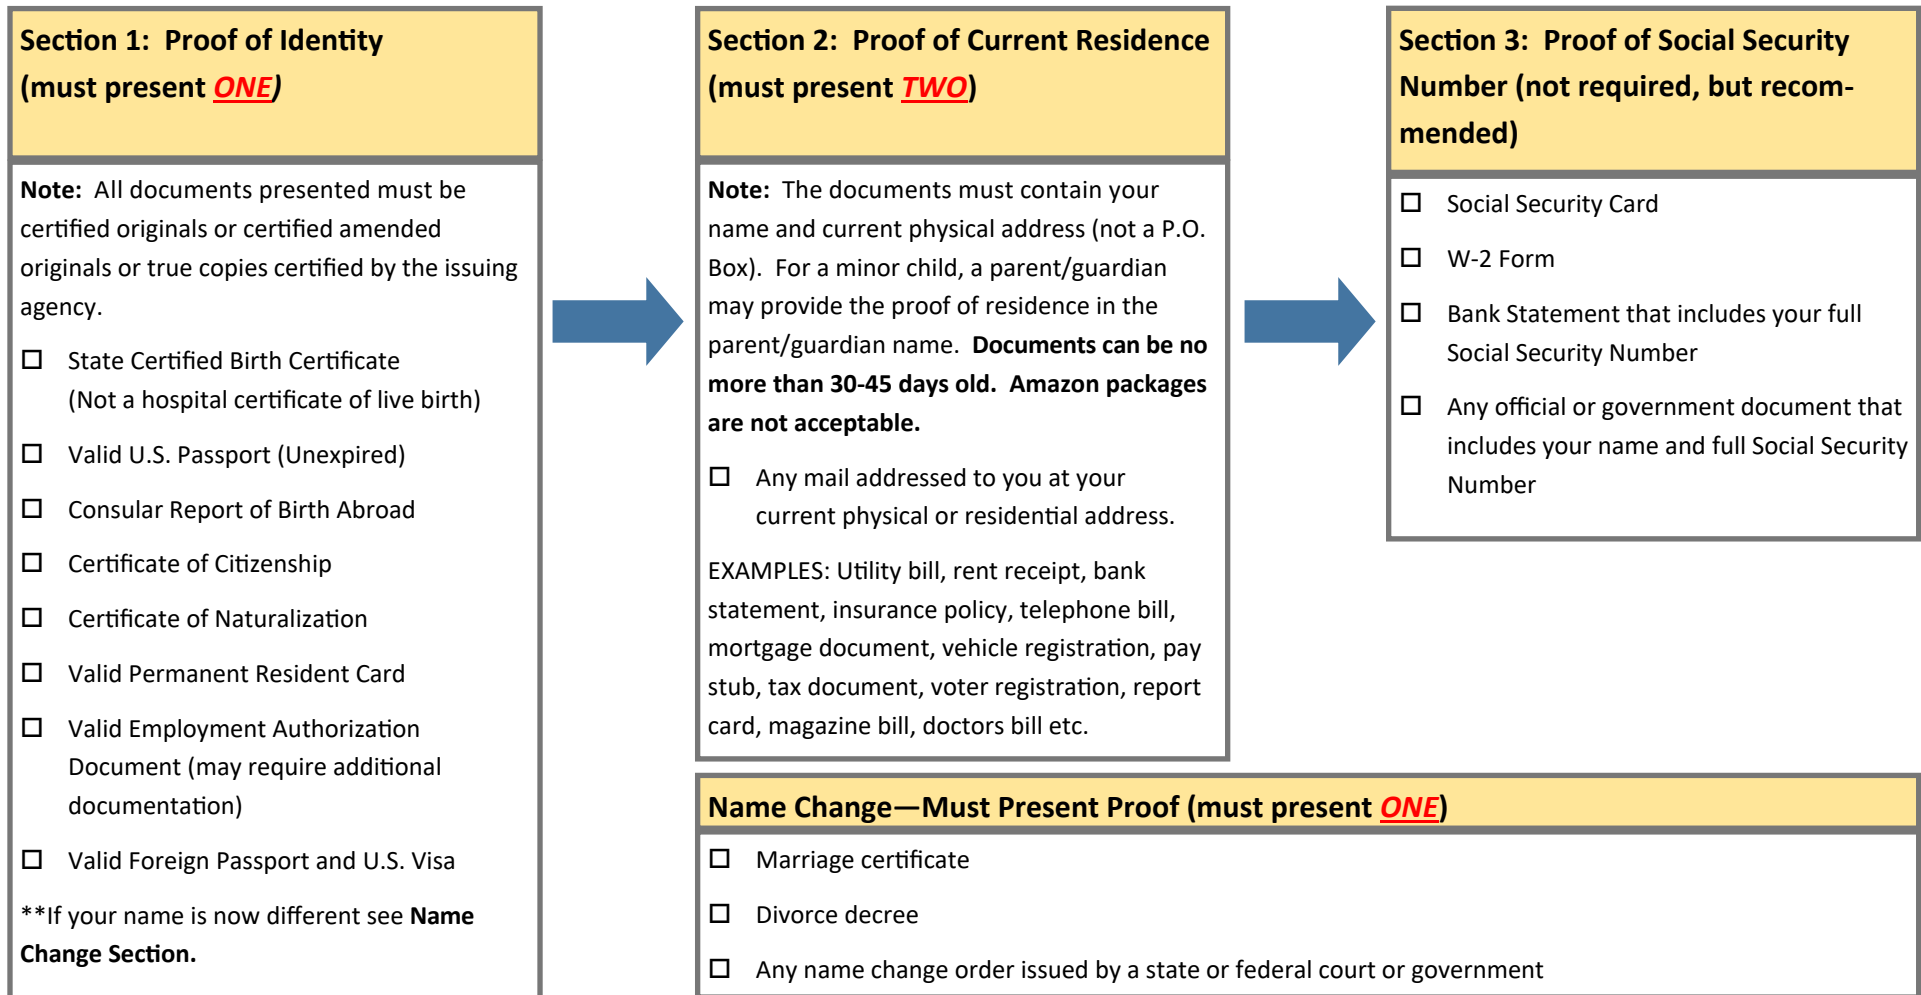 Section 1:  Proof of Identity
(must present ONE)
Note:  All documents presented must be
certified originals or certified amended
originals or true copies certified by the issuing
agency.
☐ State Certified Birth Certificate
(Not a hospital certificate of live birth)
☐ Valid U.S. Passport (Unexpired)
☐ Consular Report of Birth Abroad
☐ Certificate of Citizenship
☐ Certificate of Naturalization
☐ Valid Permanent Resident Card
☐ Valid Employment Authorization
Document (may require additional
documentation)
☐ Valid Foreign Passport and U.S. Visa
**If your name is now different see Name
Change Section.
Section 2:  Proof of Current Residence
(must present TWO)
Note:  The documents must contain your
name and current physical address (not a P.O.
Box).  For a minor child, a parent/guardian
may provide the proof of residence in the
parent/guardian name.  Documents can be no
more than 30-45 days old.  Amazon packages
are not acceptable.
☐ Any mail addressed to you at your
current physical or residential address.
EXAMPLES: Utility bill, rent receipt, bank
statement, insurance policy, telephone bill,
mortgage document, vehicle registration, pay
stub, tax document, voter registration, report
card, magazine bill, doctors bill etc.
Section 3:  Proof of Social Security
Number (not required, but recom-
mended)
☐ Social Security Card
☐ W-2 Form
☐ Bank Statement that includes your full
Social Security Number
☐ Any official or government document that
includes your name and full Social Security
Number
Name Change—Must Present Proof (must present ONE)
☐ Marriage certificate
☐ Divorce decree
☐ Any name change order issued by a state or federal court or government